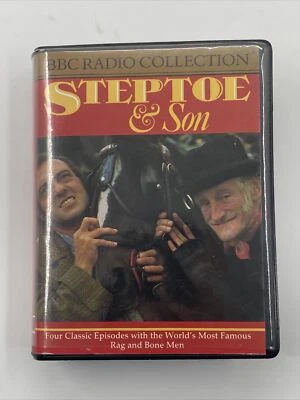 BBC RADIO COLLECTION
STEPTOE
& Son
Four Classic Episodes with the World's Most Famous
Rag and Bone Men